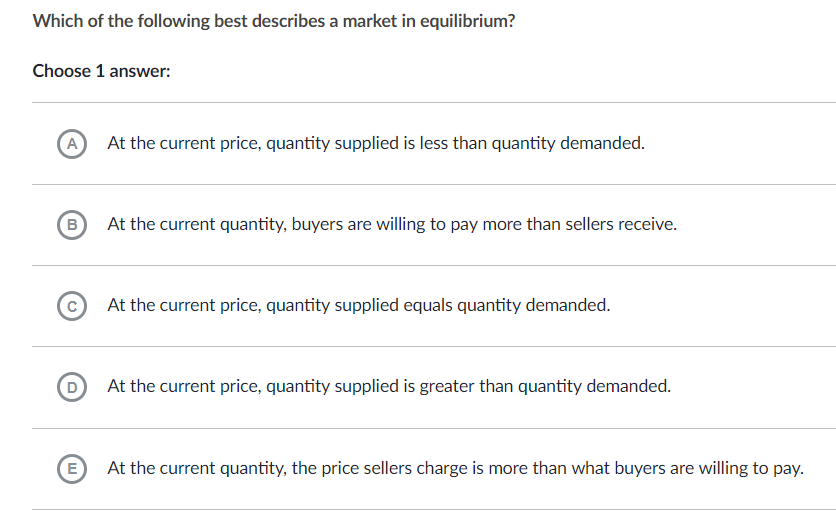 Which of the following best describes a market in equilibrium?
Choose 1 answer:
A At the current price, quantity supplied is less than quantity demanded.
B At the current quantity, buyers are willing to pay more than sellers receive.
C At the current price, quantity supplied equals quantity demanded.
D At the current price, quantity supplied is greater than quantity demanded.
E At the current quantity, the price sellers charge is more than what buyers are willing to pay.